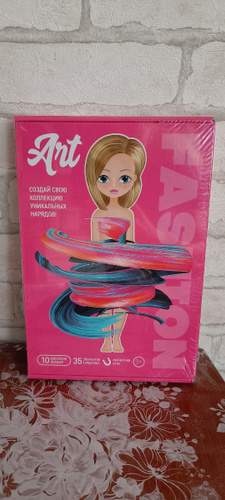 Art
FASHION
СОЗДАЙ СВОЮ
КОЛЛЕКЦИЮ
УНИКАЛЬНЫХ
НАРЯДОВ!
10
35